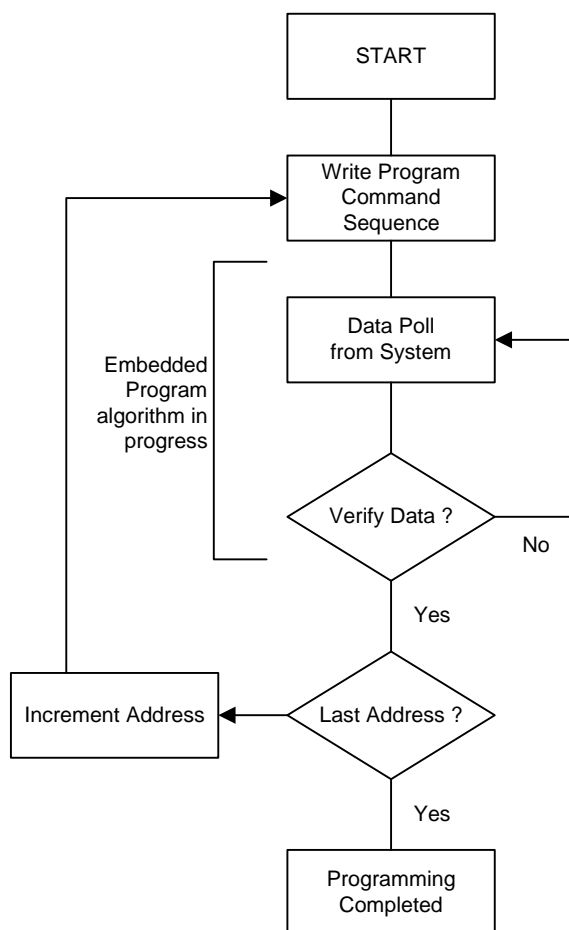 START
Write Program
Command
Sequence
Data Poll
from System
Embedded
Program
algorithm in
progress
Verify Data ?
No
Yes
Increment Address
Last Address ?
Yes
Programming
Completed